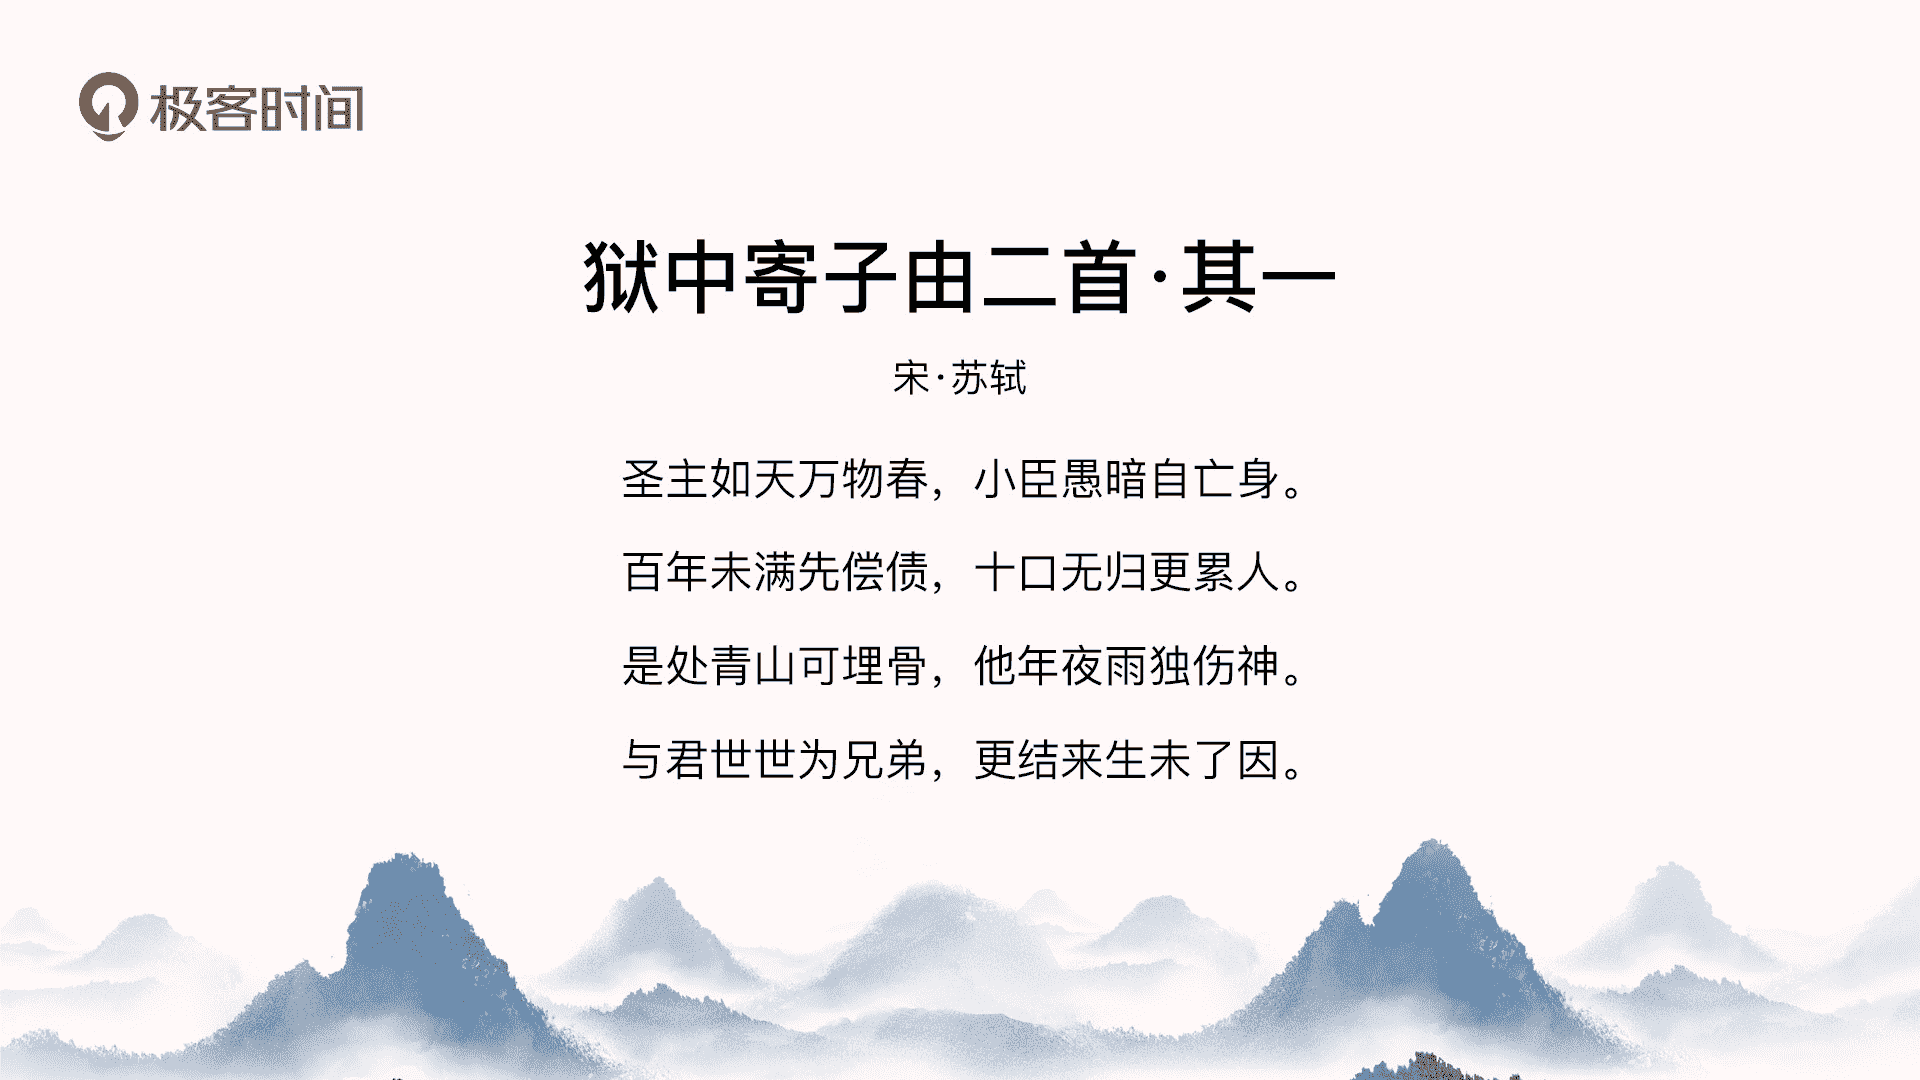 极客时间
狱中寄子由二首·其一
宋·苏轼
圣主如天万物春，小臣愚暗自亡身。
百年未满先偿债，十口无归更累人。
是处青山可埋骨，他年夜雨独伤神。
与君世世为兄弟，更结来生未了因。